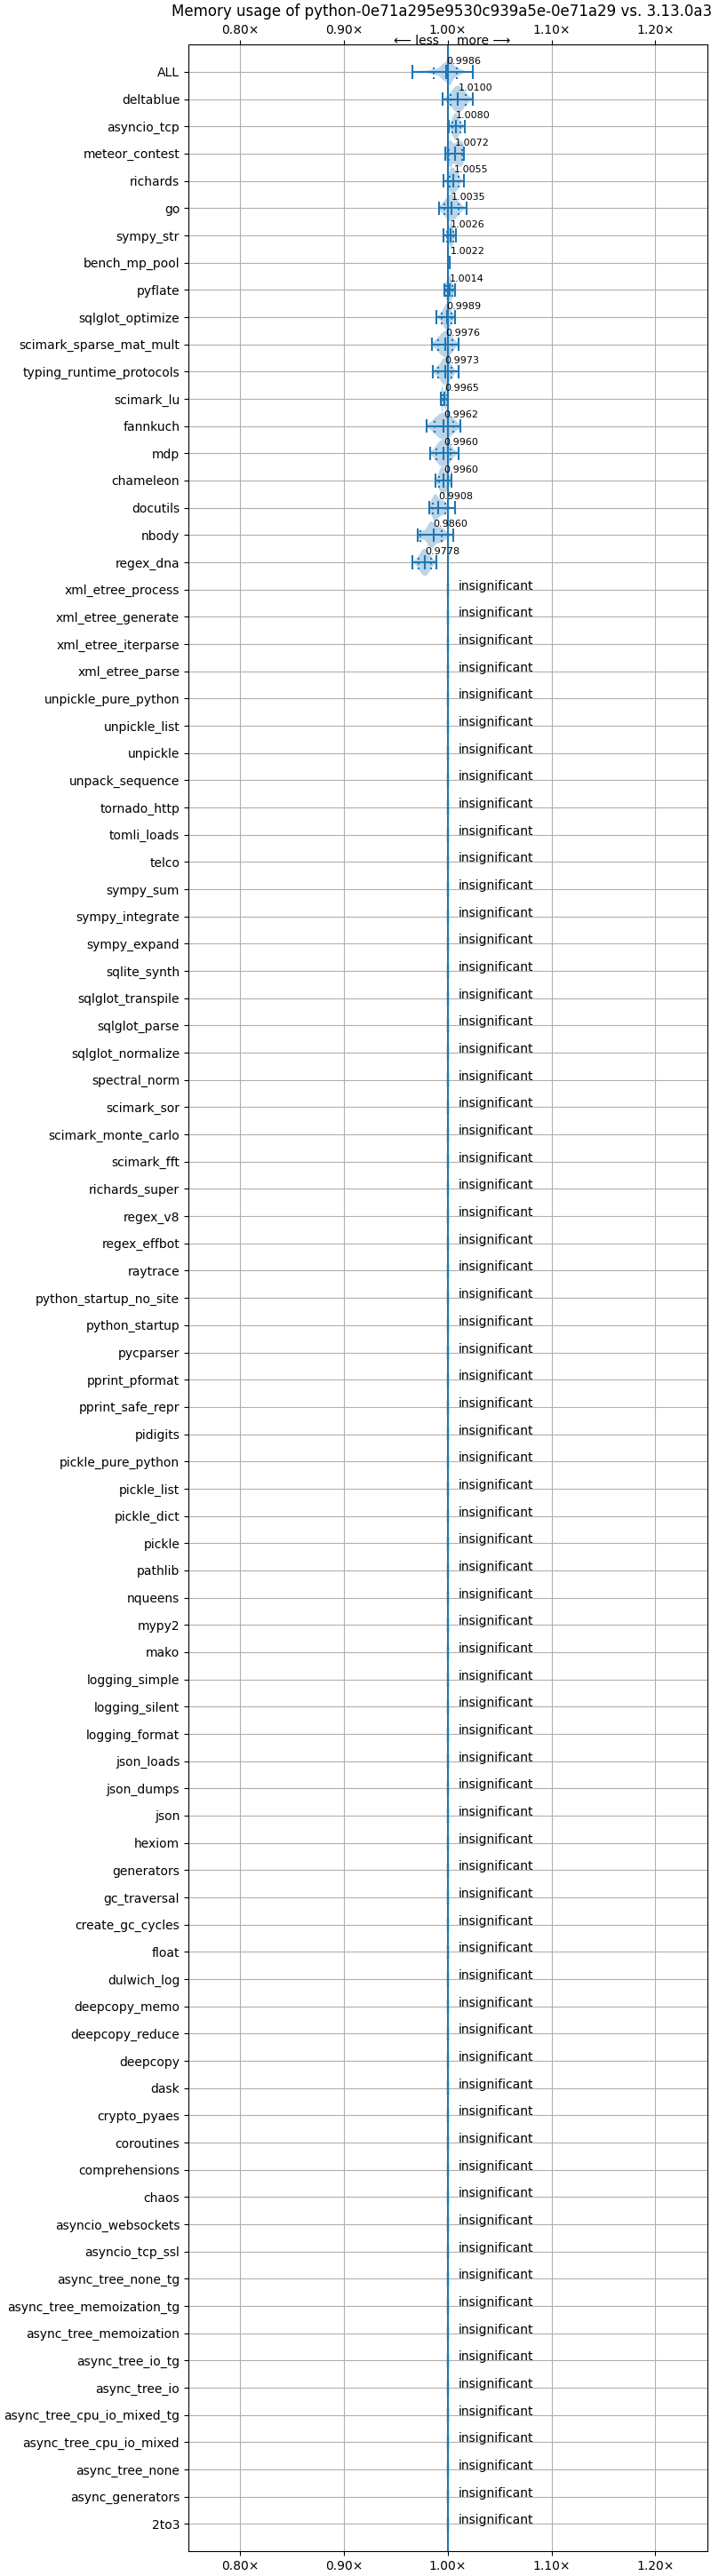 Memory usage of python-0e71a295e9530c939a5e-0e71a29 vs. 3.13.0a3
0.80× 0.90× 1.00× 1.10× 1.20×
⟵ less more ⟶
ALL 0.9986
deltablue 1.0100
asyncio_tcp 1.0080
meteor_contest 1.0072
richards 1.0055
go 1.0035
sympy_str 1.0026
bench_mp_pool 1.0022
pyflate 1.0014
sqlglot_optimize 0.9989
scimark_sparse_mat_mult 0.9976
typing_runtime_protocols 0.9973
scimark_lu 0.9965
fannkuch 0.9962
mdp 0.9960
chameleon 0.9960
docutils 0.9908
nbody 0.9860
regex_dna 0.9778
xml_etree_process insignificant
xml_etree_generate insignificant
xml_etree_iterparse insignificant
xml_etree_parse insignificant
unpickle_pure_python insignificant
unpickle_list insignificant
unpickle insignificant
unpack_sequence insignificant
tornado_http insignificant
tomli_loads insignificant
telco insignificant
sympy_sum insignificant
sympy_integrate insignificant
sympy_expand insignificant
sqlite_synth insignificant
sqlglot_transpile insignificant
sqlglot_parse insignificant
sqlglot_normalize insignificant
spectral_norm insignificant
scimark_sor insignificant
scimark_monte_carlo insignificant
scimark_fft insignificant
richards_super insignificant
regex_v8 insignificant
regex_effbot insignificant
raytrace insignificant
python_startup_no_site insignificant
python_startup insignificant
pycparser insignificant
pprint_pformat insignificant
pprint_safe_repr insignificant
pidigits insignificant
pickle_pure_python insignificant
pickle_list insignificant
pickle_dict insignificant
pickle insignificant
pathlib insignificant
nqueens insignificant
mypy2 insignificant
mako insignificant
logging_simple insignificant
logging_silent insignificant
logging_format insignificant
json_loads insignificant
json_dumps insignificant
json insignificant
hexiom insignificant
generators insignificant
gc_traversal insignificant
create_gc_cycles insignificant
float insignificant
dulwich_log insignificant
deepcopy_memo insignificant
deepcopy_reduce insignificant
deepcopy insignificant
dask insignificant
crypto_pyaes insignificant
coroutines insignificant
comprehensions insignificant
chaos insignificant
asyncio_websockets insignificant
asyncio_tcp_ssl insignificant
async_tree_none_tg insignificant
async_tree_memoization_tg insignificant
async_tree_memoization insignificant
async_tree_io_tg insignificant
async_tree_io insignificant
async_tree_cpu_io_mixed_tg insignificant
async_tree_cpu_io_mixed insignificant
async_tree_none insignificant
async_generators insignificant
2to3 insignificant
0.80× 0.90× 1.00× 1.10× 1.20×